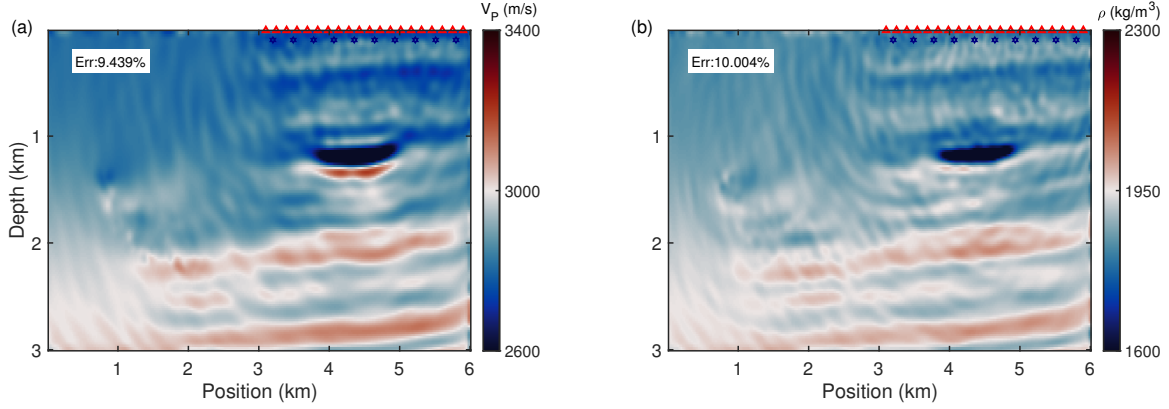 (a)
V_P (m/s)
3400
Err:9.439%
1
3000
Depth (km)
2
3
2600
1 2 3 4 5 6
Position (km)
(b)
ρ (kg/m³)
2300
Err:10.004%
1
1950
2
3
1600
1 2 3 4 5 6
Position (km)